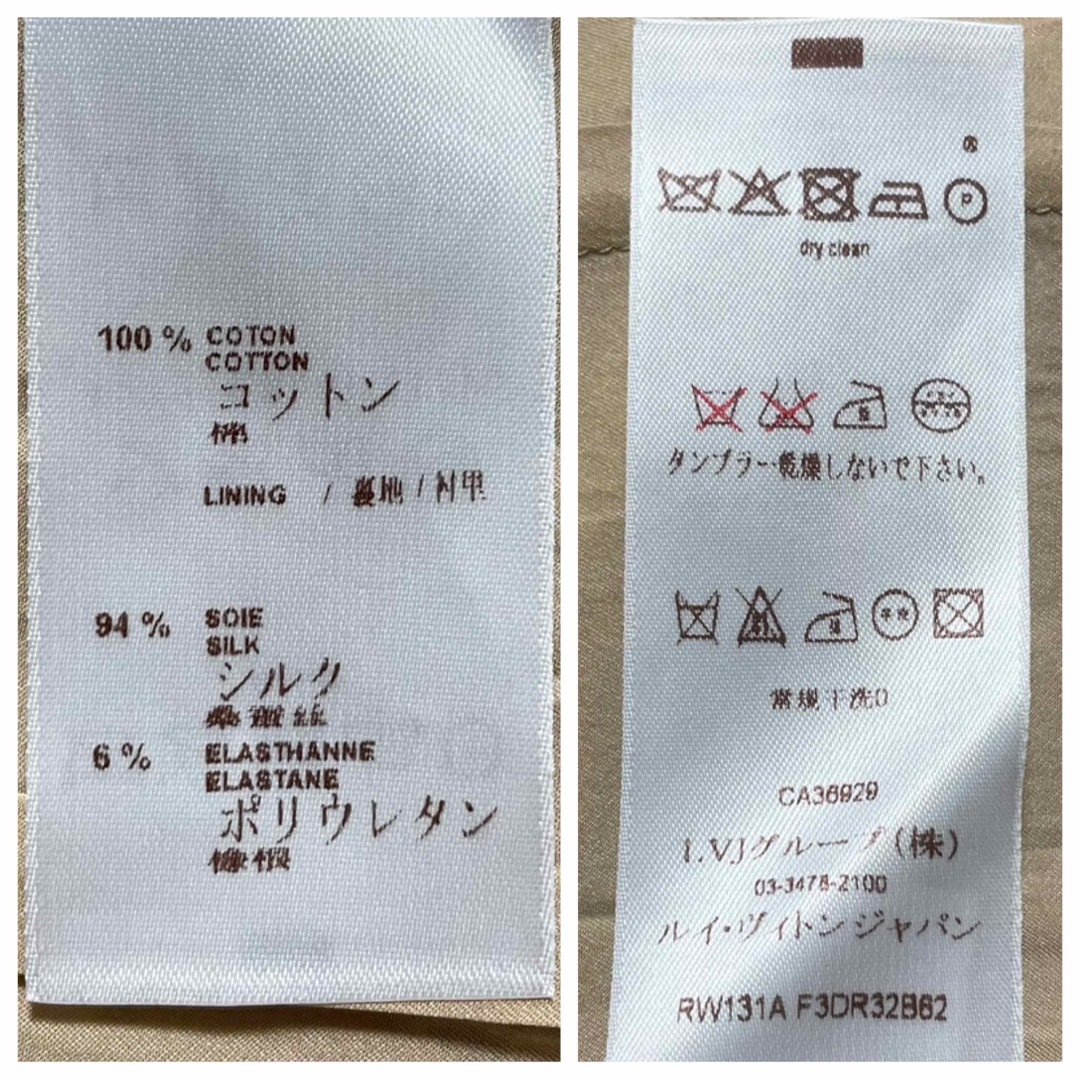 100 % COTON
COTTON
コットン
棉
LINING / 裏地 / 衬里
94 % SOIE
SILK
シルク
桑蚕丝
6 % ELASTHANNE
ELASTANE
ポリウレタン
dry clean
タンブラー乾燥しないで下さい。
常规干洗
CA36929
LVJグループ(株)
03-3478-2100
ルイ・ヴィトンジャパン
RW131A F3DR32B62